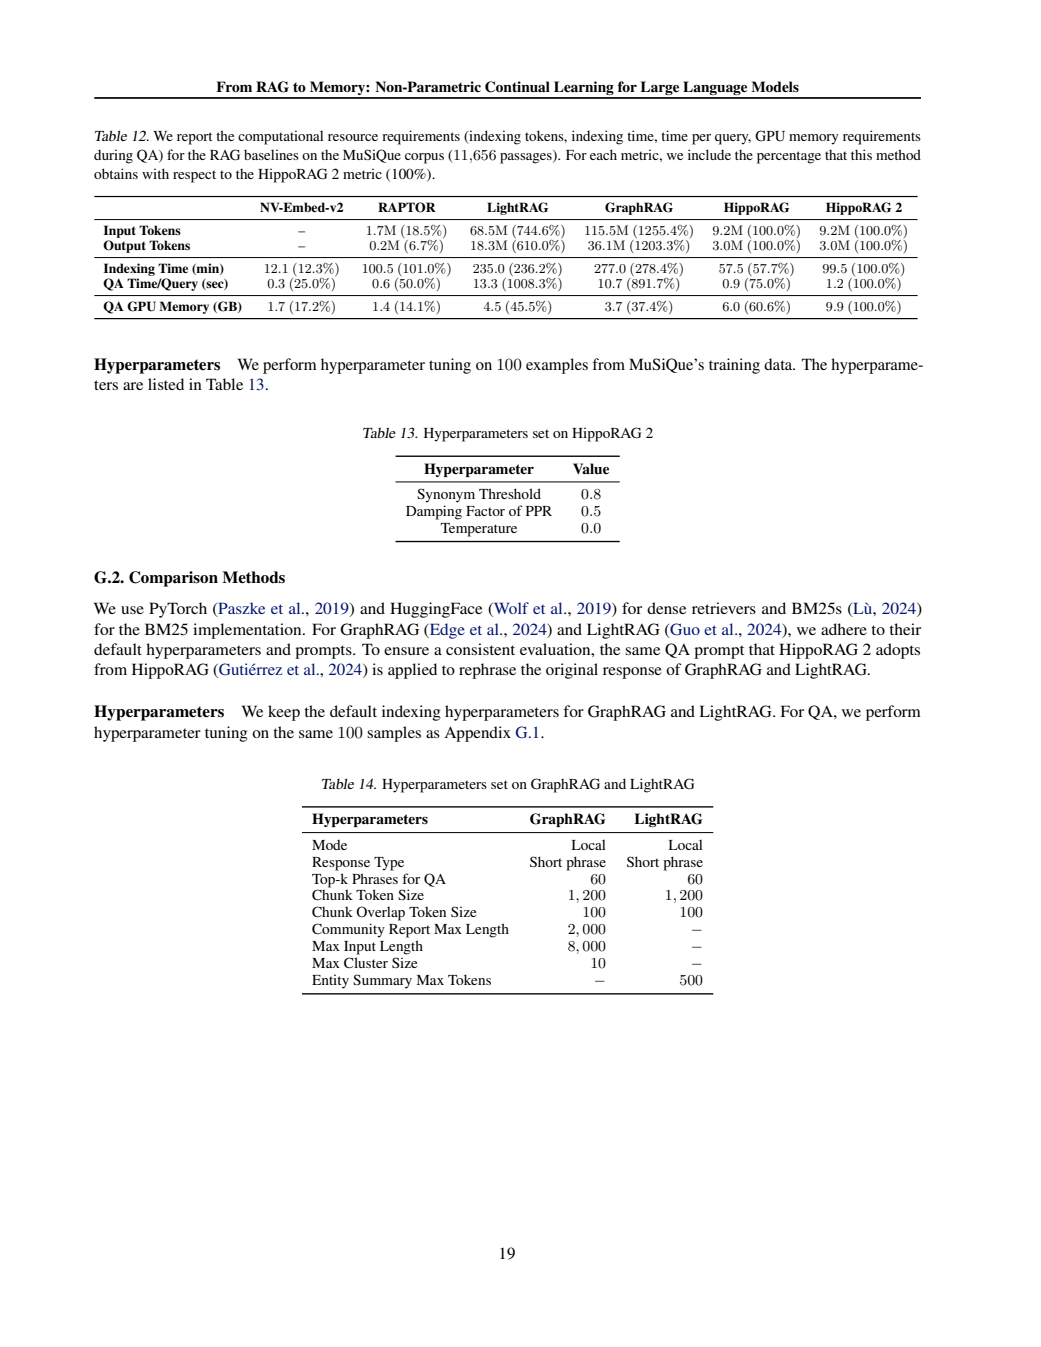 From RAG to Memory: Non-Parametric Continual Learning for Large Language Models
Table 12. We report the computational resource requirements (indexing tokens, indexing time, time per query, GPU memory requirements
during QA) for the RAG baselines on the MuSiQue corpus (11,656 passages). For each metric, we include the percentage that this method
obtains with respect to the HippoRAG 2 metric (100%).
NV-Embed-v2 RAPTOR LightRAG GraphRAG HippoRAG HippoRAG 2
Input Tokens – 1.7M (18.5%) 68.5M (744.6%) 115.5M (1255.4%) 9.2M (100.0%) 9.2M (100.0%)
Output Tokens – 0.2M (6.7%) 18.3M (610.0%) 36.1M (1203.3%) 3.0M (100.0%) 3.0M (100.0%)
Indexing Time (min) 12.1 (12.3%) 100.5 (101.0%) 235.0 (236.2%) 277.0 (278.4%) 57.5 (57.7%) 99.5 (100.0%)
QA Time/Query (sec) 0.3 (25.0%) 0.6 (50.0%) 13.3 (1008.3%) 10.7 (891.7%) 0.9 (75.0%) 1.2 (100.0%)
QA GPU Memory (GB) 1.7 (17.2%) 1.4 (14.1%) 4.5 (45.5%) 3.7 (37.4%) 6.0 (60.6%) 9.9 (100.0%)
Hyperparameters We perform hyperparameter tuning on 100 examples from MuSiQue's training data. The hyperparame-
ters are listed in Table 13.
Table 13. Hyperparameters set on HippoRAG 2
Hyperparameter Value
Synonym Threshold 0.8
Damping Factor of PPR 0.5
Temperature 0.0
G.2. Comparison Methods
We use PyTorch (Paszke et al., 2019) and HuggingFace (Wolf et al., 2019) for dense retrievers and BM25s (Lù, 2024)
for the BM25 implementation. For GraphRAG (Edge et al., 2024) and LightRAG (Guo et al., 2024), we adhere to their
default hyperparameters and prompts. To ensure a consistent evaluation, the same QA prompt that HippoRAG 2 adopts
from HippoRAG (Gutiérrez et al., 2024) is applied to rephrase the original response of GraphRAG and LightRAG.
Hyperparameters We keep the default indexing hyperparameters for GraphRAG and LightRAG. For QA, we perform
hyperparameter tuning on the same 100 samples as Appendix G.1.
Table 14. Hyperparameters set on GraphRAG and LightRAG
Hyperparameters GraphRAG LightRAG
Mode Local Local
Response Type Short phrase Short phrase
Top-k Phrases for QA 60 60
Chunk Token Size 1,200 1,200
Chunk Overlap Token Size 100 100
Community Report Max Length 2,000 –
Max Input Length 8,000 –
Max Cluster Size 10 –
Entity Summary Max Tokens – 500
19